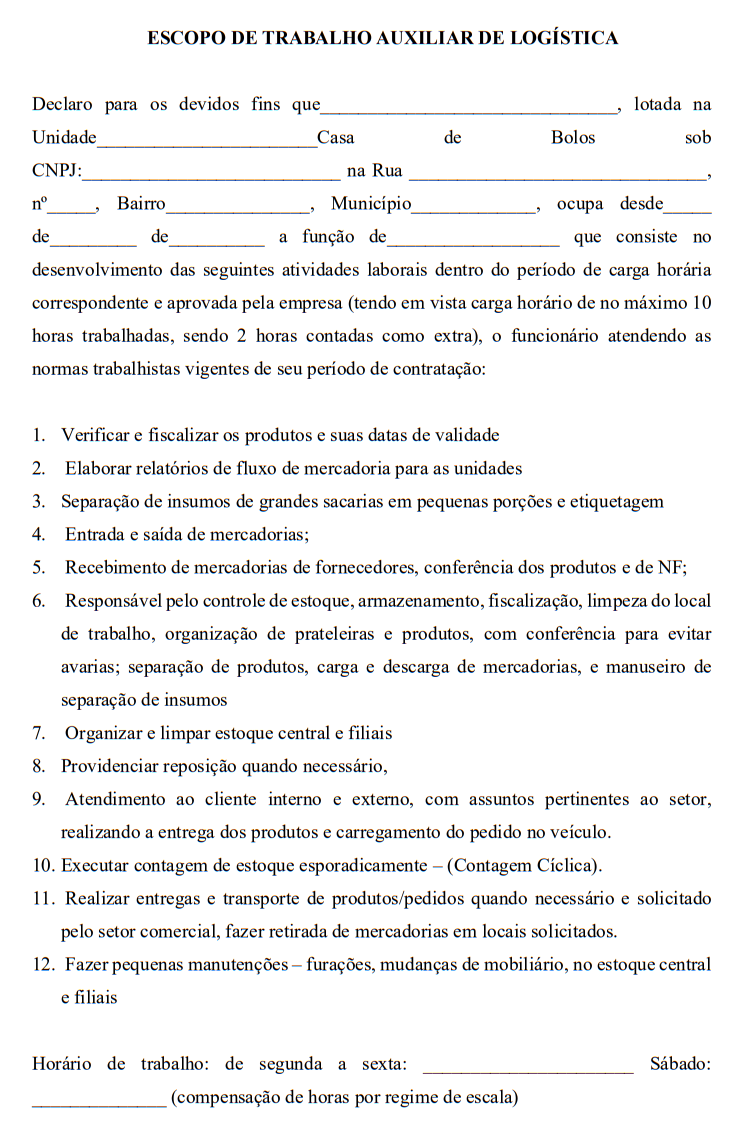 ESCOPO DE TRABALHO AUXILIAR DE LOGÍSTICA
Declaro para os devidos fins que_______________________________, lotada na
Unidade_______________________Casa de Bolos sob
CNPJ:___________________________ na Rua _______________________________,
nº_____, Bairro_______________, Município_____________, ocupa desde_____
de_________ de__________ a função de__________________ que consiste no
desenvolvimento das seguintes atividades laborais dentro do período de carga horária
correspondente e aprovada pela empresa (tendo em vista carga horário de no máximo 10
horas trabalhadas, sendo 2 horas contadas como extra), o funcionário atendendo as
normas trabalhistas vigentes de seu período de contratação:
1. Verificar e fiscalizar os produtos e suas datas de validade
2. Elaborar relatórios de fluxo de mercadoria para as unidades
3. Separação de insumos de grandes sacarias em pequenas porções e etiquetagem
4. Entrada e saída de mercadorias;
5. Recebimento de mercadorias de fornecedores, conferência dos produtos e de NF;
6. Responsável pelo controle de estoque, armazenamento, fiscalização, limpeza do local
de trabalho, organização de prateleiras e produtos, com conferência para evitar
avarias; separação de produtos, carga e descarga de mercadorias, e manuseiro de
separação de insumos
7. Organizar e limpar estoque central e filiais
8. Providenciar reposição quando necessário,
9. Atendimento ao cliente interno e externo, com assuntos pertinentes ao setor,
realizando a entrega dos produtos e carregamento do pedido no veículo.
10. Executar contagem de estoque esporadicamente – (Contagem Cíclica).
11. Realizar entregas e transporte de produtos/pedidos quando necessário e solicitado
pelo setor comercial, fazer retirada de mercadorias em locais solicitados.
12. Fazer pequenas manutenções – furações, mudanças de mobiliário, no estoque central
e filiais
Horário de trabalho: de segunda a sexta: ______________________ Sábado:
______________ (compensação de horas por regime de escala)